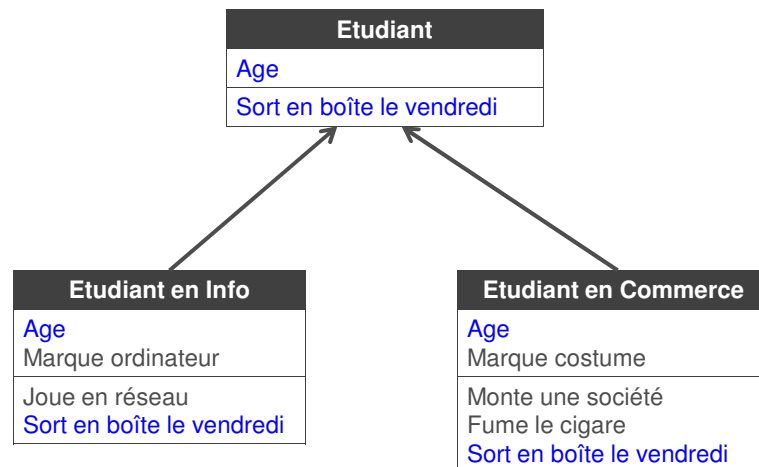 Etudiant
Age
Sort en boîte le vendredi
Etudiant en Info
Age
Marque ordinateur
Joue en réseau
Sort en boîte le vendredi
Etudiant en Commerce
Age
Marque costume
Monte une société
Fume le cigare
Sort en boîte le vendredi